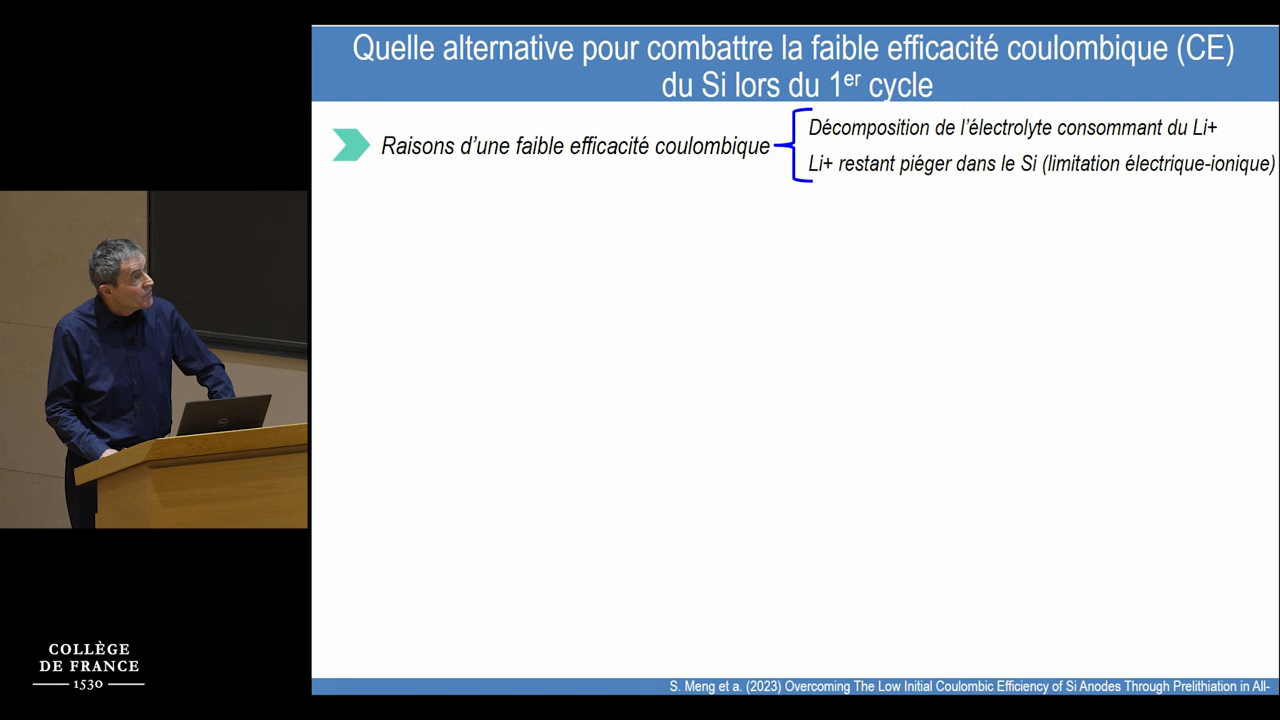 Quelle alternative pour combattre la faible efficacité coulombique (CE)
du Si lors du 1er cycle
Raisons d’une faible efficacité coulombique
Décomposition de l’électrolyte consommant du Li+
Li+ restant piéger dans le Si (limitation électrique-ionique)
COLLÈGE
DE FRANCE
1530
S. Meng et a. (2023) Overcoming The Low Initial Coulombic Efficiency of Si Anodes Through Prelithiation in All-